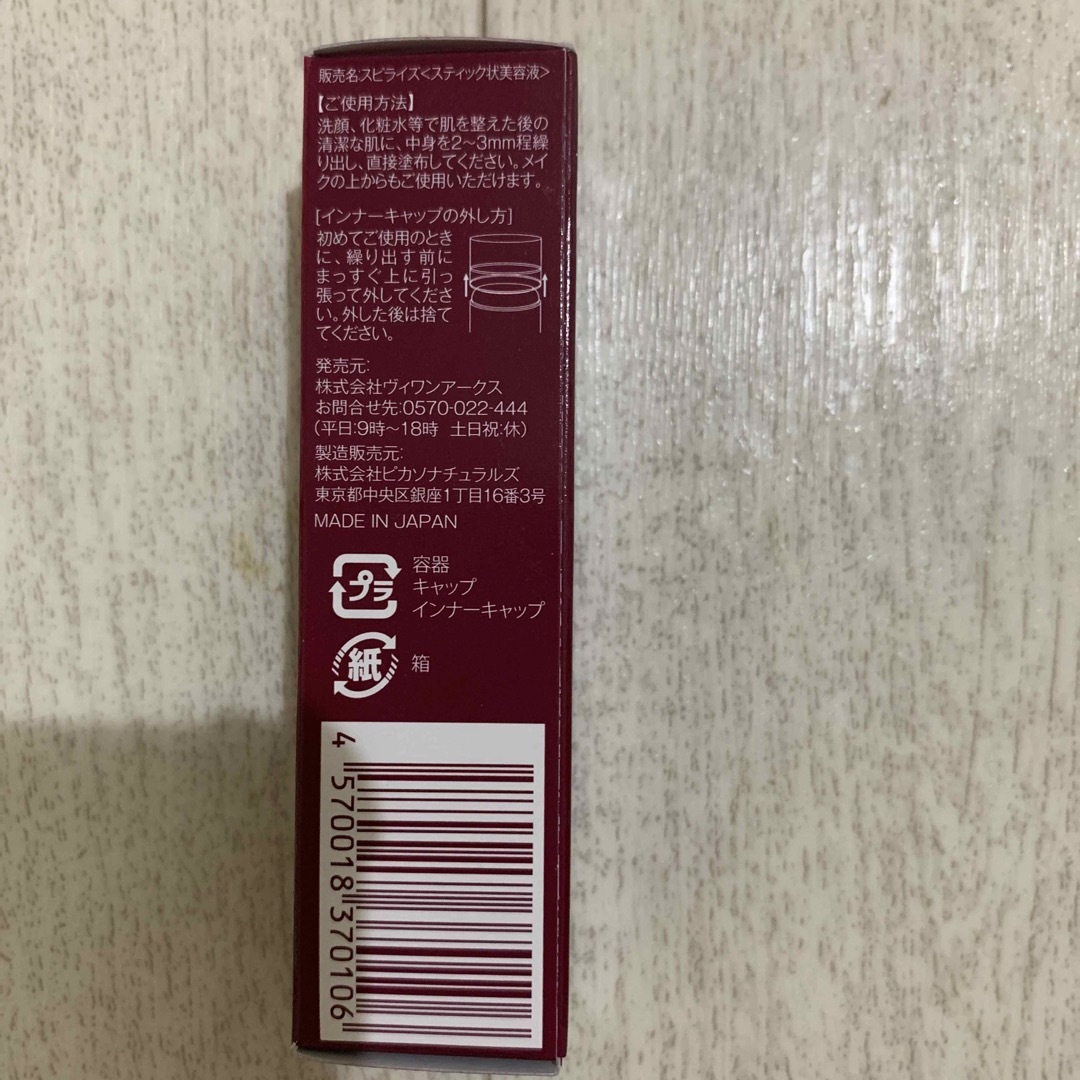 販売名:スピライズ<スティック状美容液>
【ご使用方法】
洗顔、化粧水等で肌を整えた後の
清潔な肌に、中身を2〜3mm程繰
り出し、直接塗布してください。メイ
クの上からもご使用いただけます。
[インナーキャップの外し方]
初めてご使用のとき
に、繰り出す前に
まっすぐ上に引っ
張って外してくださ
い。外した後は捨て
てください。
発売元:
株式会社ヴィワンアークス
お問合せ先:0570-022-444
(平日:9時〜18時 土日祝:休)
製造販売元:
株式会社ピカソナチュラルズ
東京都中央区銀座1丁目16番3号
MADE IN JAPAN
プラ
容器
キャップ
インナーキャップ
紙
箱
4 570018 370106